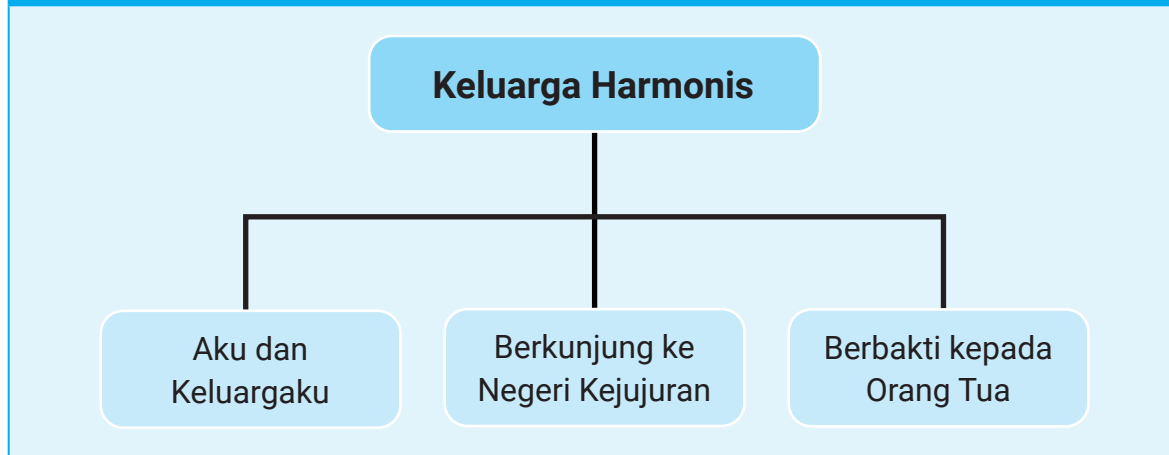 Keluarga Harmonis
Aku dan
Keluargaku
Berkunjung ke
Negeri Kejujuran
Berbakti kepada
Orang Tua